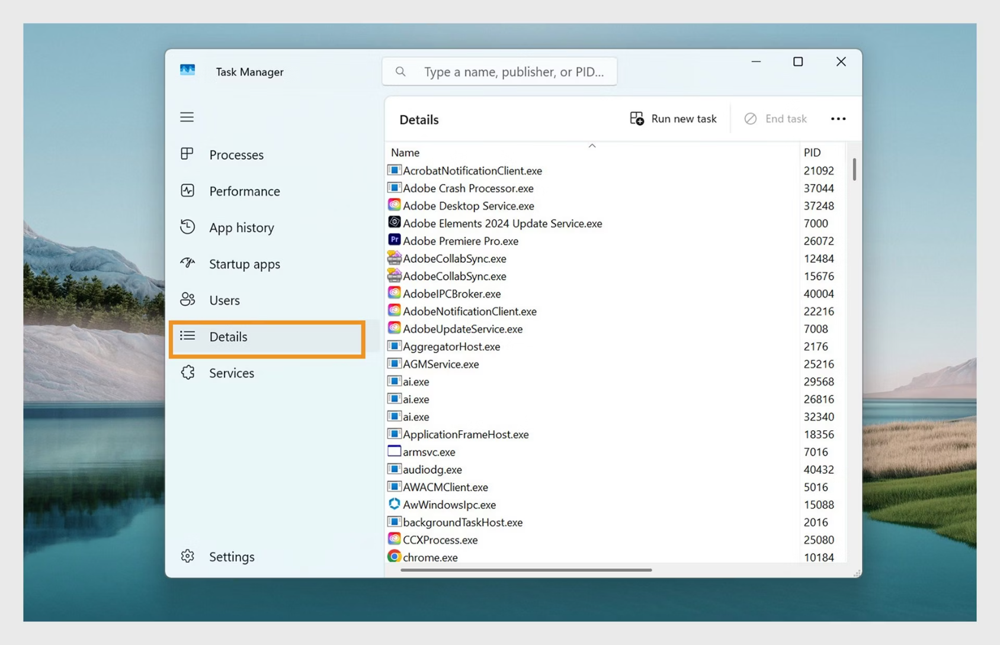 Task Manager
Type a name, publisher, or PID...
Details
Run new task
End task
Processes
Performance
App history
Startup apps
Users
Details
Services
Settings
Name PID
AcrobatNotificationClient.exe 21092
Adobe Crash Processor.exe 37044
Adobe Desktop Service.exe 37248
Adobe Elements 2024 Update Service.exe 7000
Pr Adobe Premiere Pro.exe 26072
AdobeCollabSync.exe 12484
AdobeCollabSync.exe 15676
AdobeIPCBroker.exe 40004
AdobeNotificationClient.exe 22216
AdobeUpdateService.exe 7008
AggregatorHost.exe 2176
AGMService.exe 25216
ai.exe 29568
ai.exe 26816
ai.exe 32340
ApplicationFrameHost.exe 18356
armsvc.exe 7016
audiodg.exe 40432
AWACMClient.exe 5016
AwWindowsIpc.exe 15088
backgroundTaskHost.exe 2016
CCXProcess.exe 25080
chrome.exe 10184